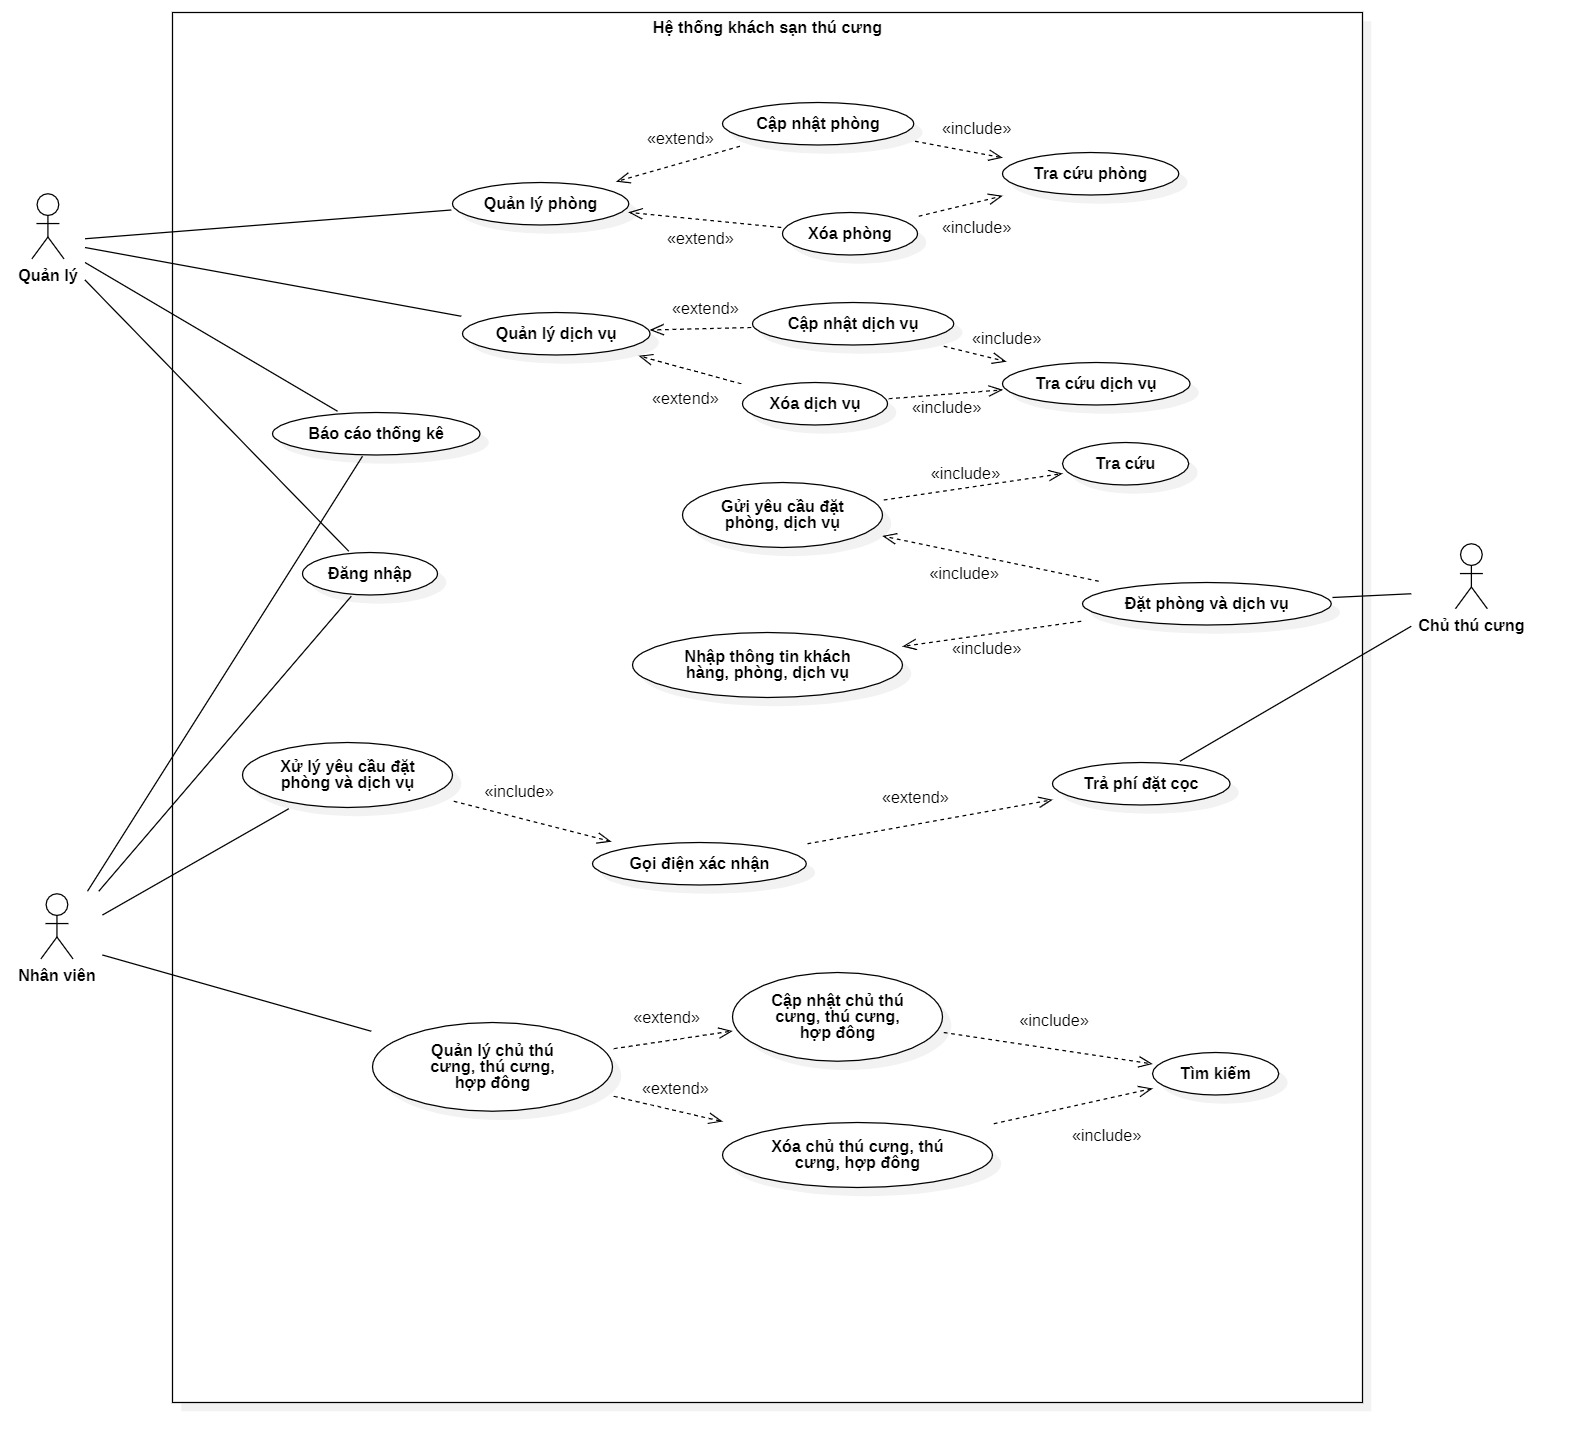 Hệ thống khách sạn thú cưng
Cập nhật phòng
«include»
«extend»
Tra cứu phòng
Quản lý phòng
Xóa phòng
«include»
«extend»
Quản lý
«extend»
Cập nhật dịch vụ
Quản lý dịch vụ
«include»
Tra cứu dịch vụ
«extend»
Xóa dịch vụ
«include»
Báo cáo thống kê
Tra cứu
«include»
Gửi yêu cầu đặt
phòng, dịch vụ
Đăng nhập
«include»
Đặt phòng và dịch vụ
Chủ thú cưng
«include»
Nhập thông tin khách
hàng, phòng, dịch vụ
Xử lý yêu cầu đặt
phòng và dịch vụ
«include»
«extend»
Trả phí đặt cọc
Gọi điện xác nhận
Nhân viên
Cập nhật chủ thú
cưng, thú cưng,
hợp đông
«extend»
«include»
Quản lý chủ thú
cưng, thú cưng,
hợp đông
Tìm kiếm
«extend»
«include»
Xóa chủ thú cưng, thú
cưng, hợp đông